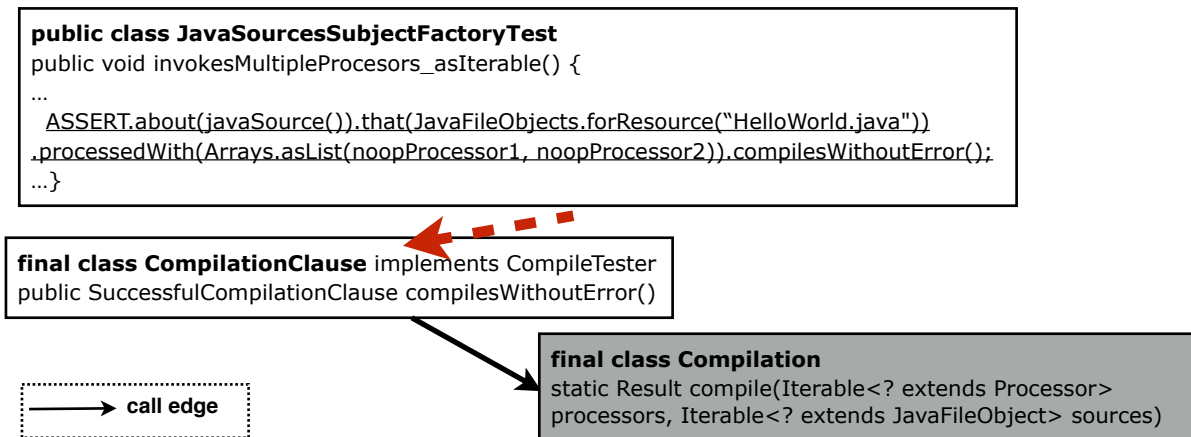 public class JavaSourcesSubjectFactoryTest
public void invokesMultipleProcesors_asIterable() {
…
ASSERT.about(javaSource()).that(JavaFileObjects.forResource(“HelloWorld.java"))
.processedWith(Arrays.asList(noopProcessor1, noopProcessor2)).compilesWithoutError();
…}
final class CompilationClause implements CompileTester
public SuccessfulCompilationClause compilesWithoutError()
final class Compilation
static Result compile(Iterable<? extends Processor>
processors, Iterable<? extends JavaFileObject> sources)
call edge